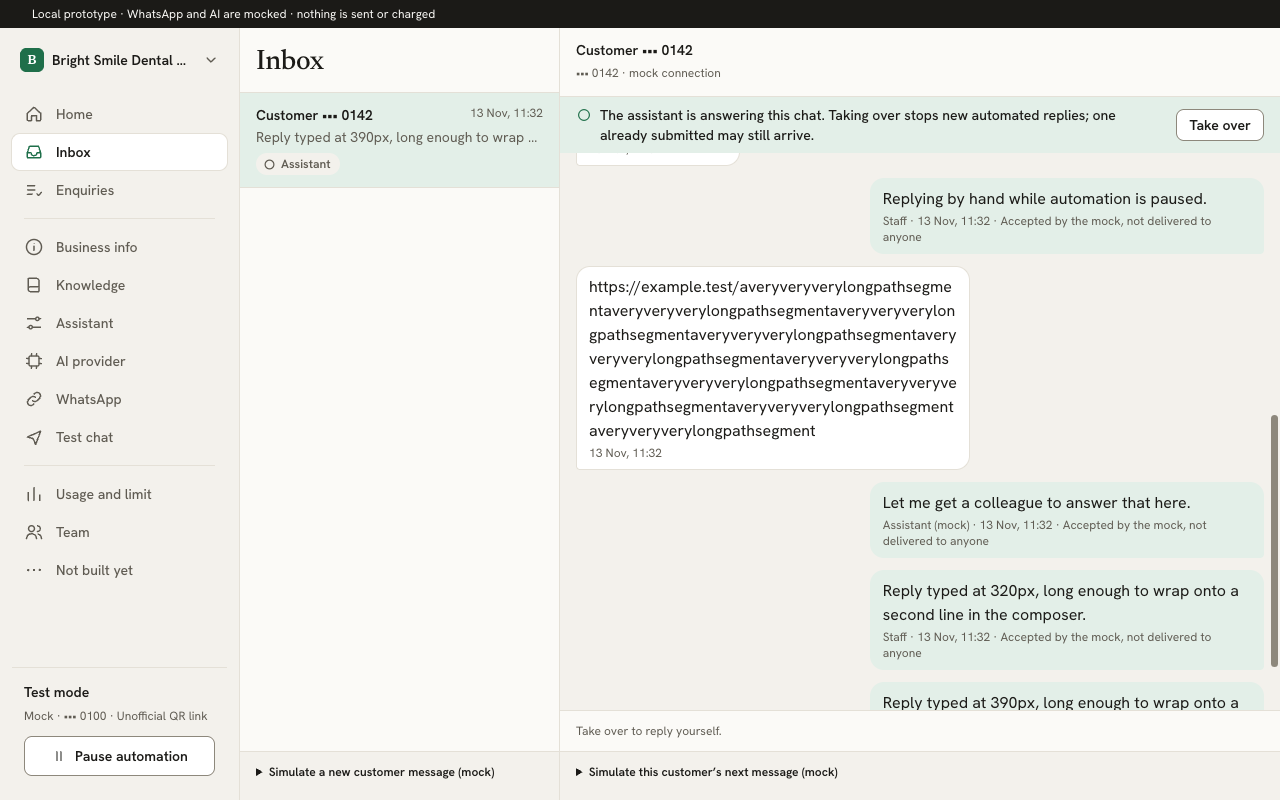 Local prototype · WhatsApp and AI are mocked · nothing is sent or charged
B
Bright Smile Dental ...
Home
Inbox
Enquiries
Business info
Knowledge
Assistant
AI provider
WhatsApp
Test chat
Usage and limit
Team
Not built yet
Test mode
Mock · ••• 0100 · Unofficial QR link
Pause automation
Inbox
Customer ••• 0142
13 Nov, 11:32
Reply typed at 390px, long enough to wrap ...
Assistant
Simulate a new customer message (mock)
Customer ••• 0142
••• 0142 · mock connection
The assistant is answering this chat. Taking over stops new automated replies; one
already submitted may still arrive.
Take over
Replying by hand while automation is paused.
Staff · 13 Nov, 11:32 · Accepted by the mock, not delivered to
anyone
https://example.test/averyveryverylongpathsegme
ntaveryveryverylongpathsegmentaveryveryverylon
gpathsegmentaveryveryverylongpathsegmentavery
veryverylongpathsegmentaveryveryverylongpaths
egmentaveryveryverylongpathsegmentaveryveryve
rylongpathsegmentaveryveryverylongpathsegment
averyveryverylongpathsegment
13 Nov, 11:32
Let me get a colleague to answer that here.
Assistant (mock) · 13 Nov, 11:32 · Accepted by the mock, not
delivered to anyone
Reply typed at 320px, long enough to wrap onto a
second line in the composer.
Staff · 13 Nov, 11:32 · Accepted by the mock, not delivered to
anyone
Reply typed at 390px, long enough to wrap onto a
Take over to reply yourself.
Simulate this customer’s next message (mock)